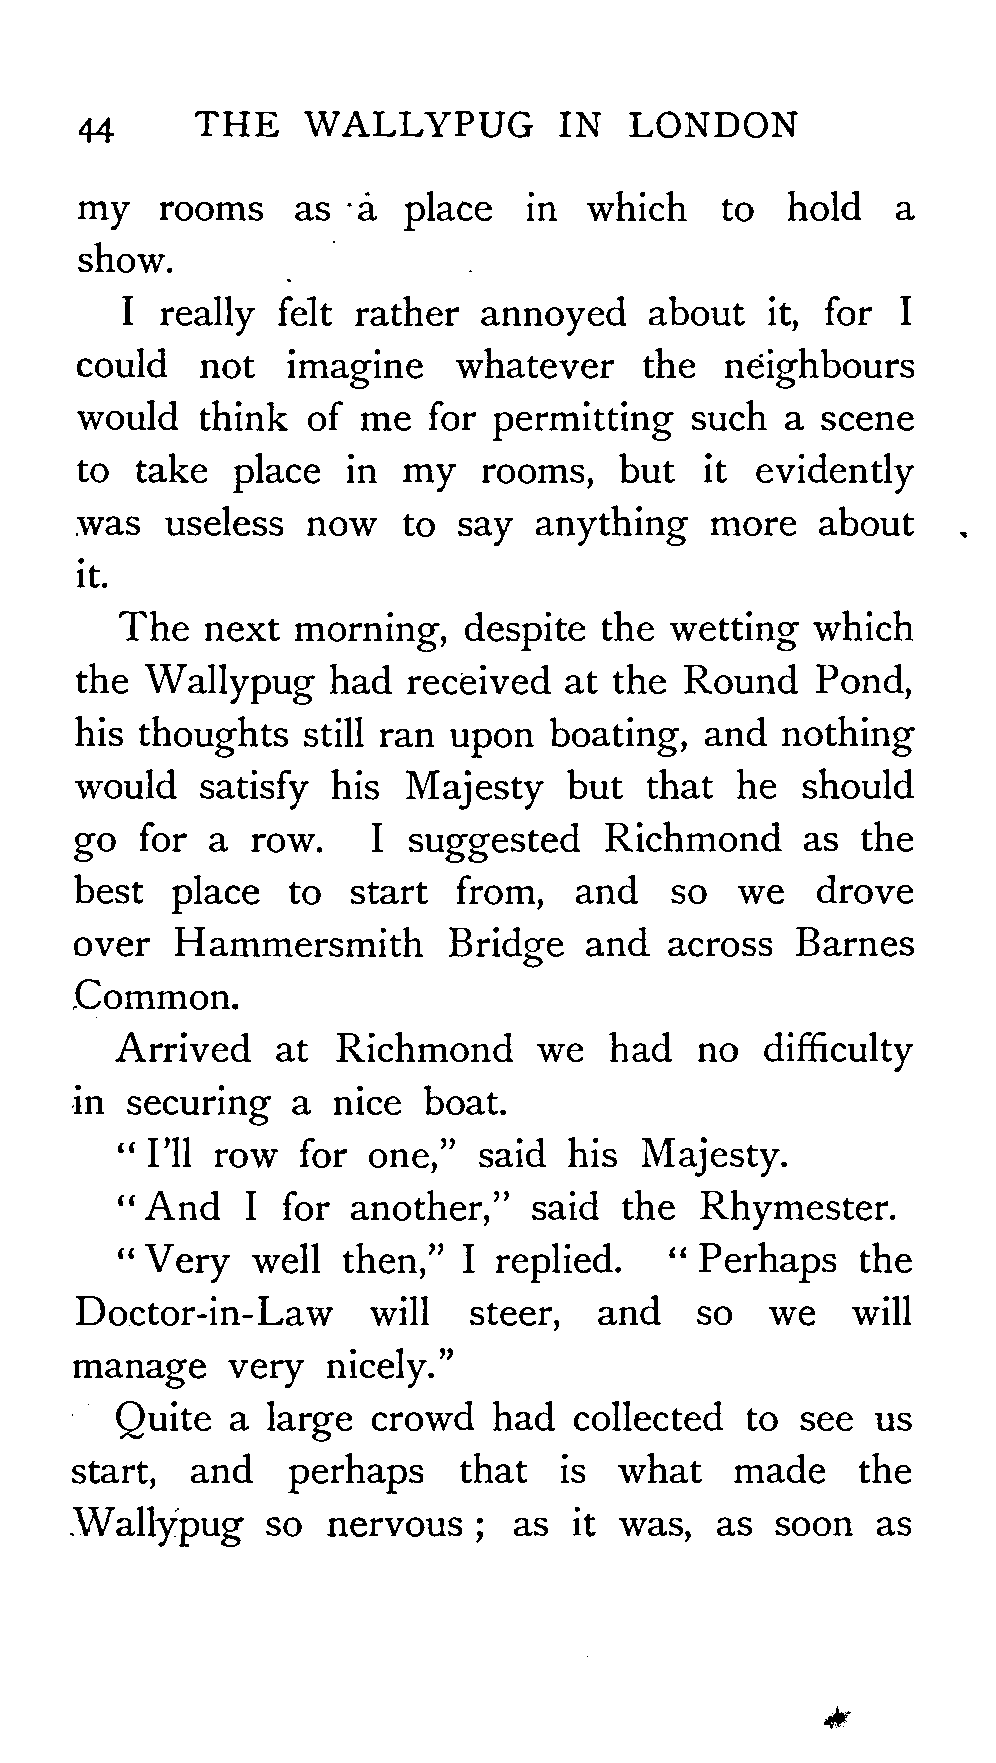 44 THE WALLYPUG IN LONDON
my rooms as a place in which to hold a
show.
I really felt rather annoyed about it, for I
could not imagine whatever the neighbours
would think of me for permitting such a scene
to take place in my rooms, but it evidently
was useless now to say anything more about
it.
The next morning, despite the wetting which
the Wallypug had received at the Round Pond,
his thoughts still ran upon boating, and nothing
would satisfy his Majesty but that he should
go for a row. I suggested Richmond as the
best place to start from, and so we drove
over Hammersmith Bridge and across Barnes
Common.
Arrived at Richmond we had no difficulty
in securing a nice boat.
“ I’ll row for one,” said his Majesty.
“ And I for another,” said the Rhymester.
“ Very well then,” I replied. “ Perhaps the
Doctor-in-Law will steer, and so we will
manage very nicely.”
Quite a large crowd had collected to see us
start, and perhaps that is what made the
Wallypug so nervous ; as it was, as soon as